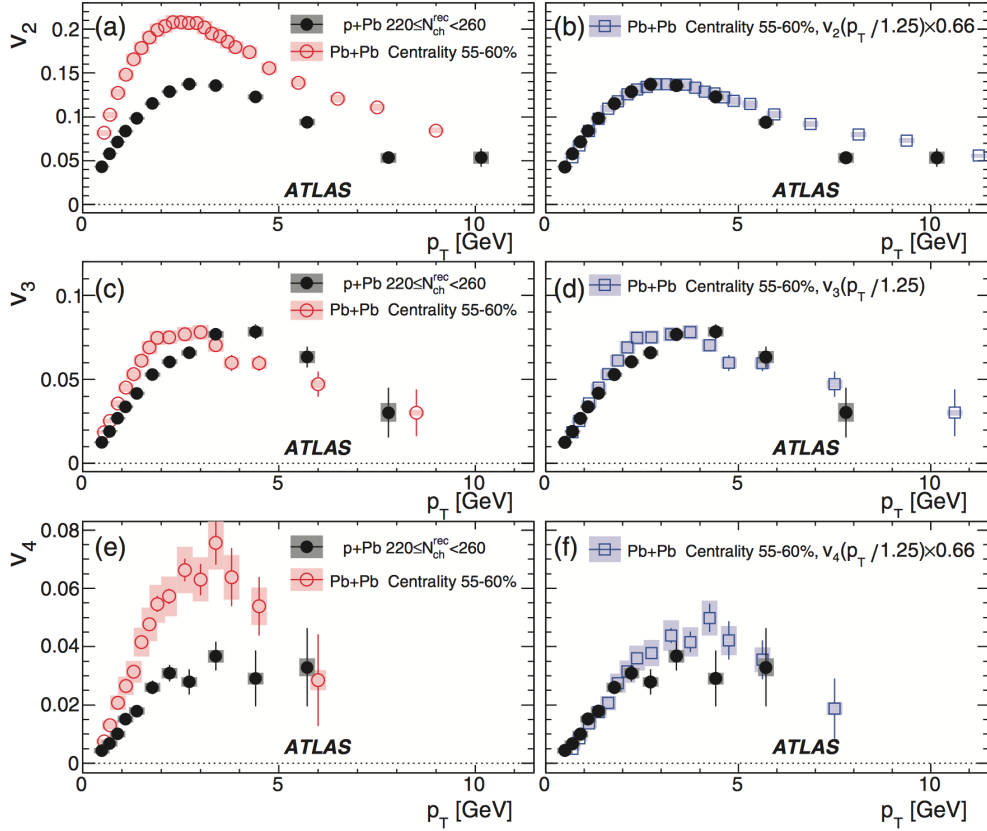 (a)
p+Pb 220≤N_ch^rec<260
Pb+Pb Centrality 55-60%
v₂
0.2
0.15
0.1
0.05
0
ATLAS
0 5 10
p_T [GeV]
(b)
Pb+Pb Centrality 55-60%, v₂(p_T /1.25)×0.66
ATLAS
0 5 10
p_T [GeV]
(c)
p+Pb 220≤N_ch^rec<260
Pb+Pb Centrality 55-60%
v₃
0.1
0.05
0
ATLAS
0 5 10
p_T [GeV]
(d)
Pb+Pb Centrality 55-60%, v₃(p_T /1.25)
ATLAS
0 5 10
p_T [GeV]
(e)
p+Pb 220≤N_ch^rec<260
Pb+Pb Centrality 55-60%
v₄
0.08
0.06
0.04
0.02
0
ATLAS
0 5 10
p_T [GeV]
(f)
Pb+Pb Centrality 55-60%, v₄(p_T /1.25)×0.66
ATLAS
0 5 10
p_T [GeV]